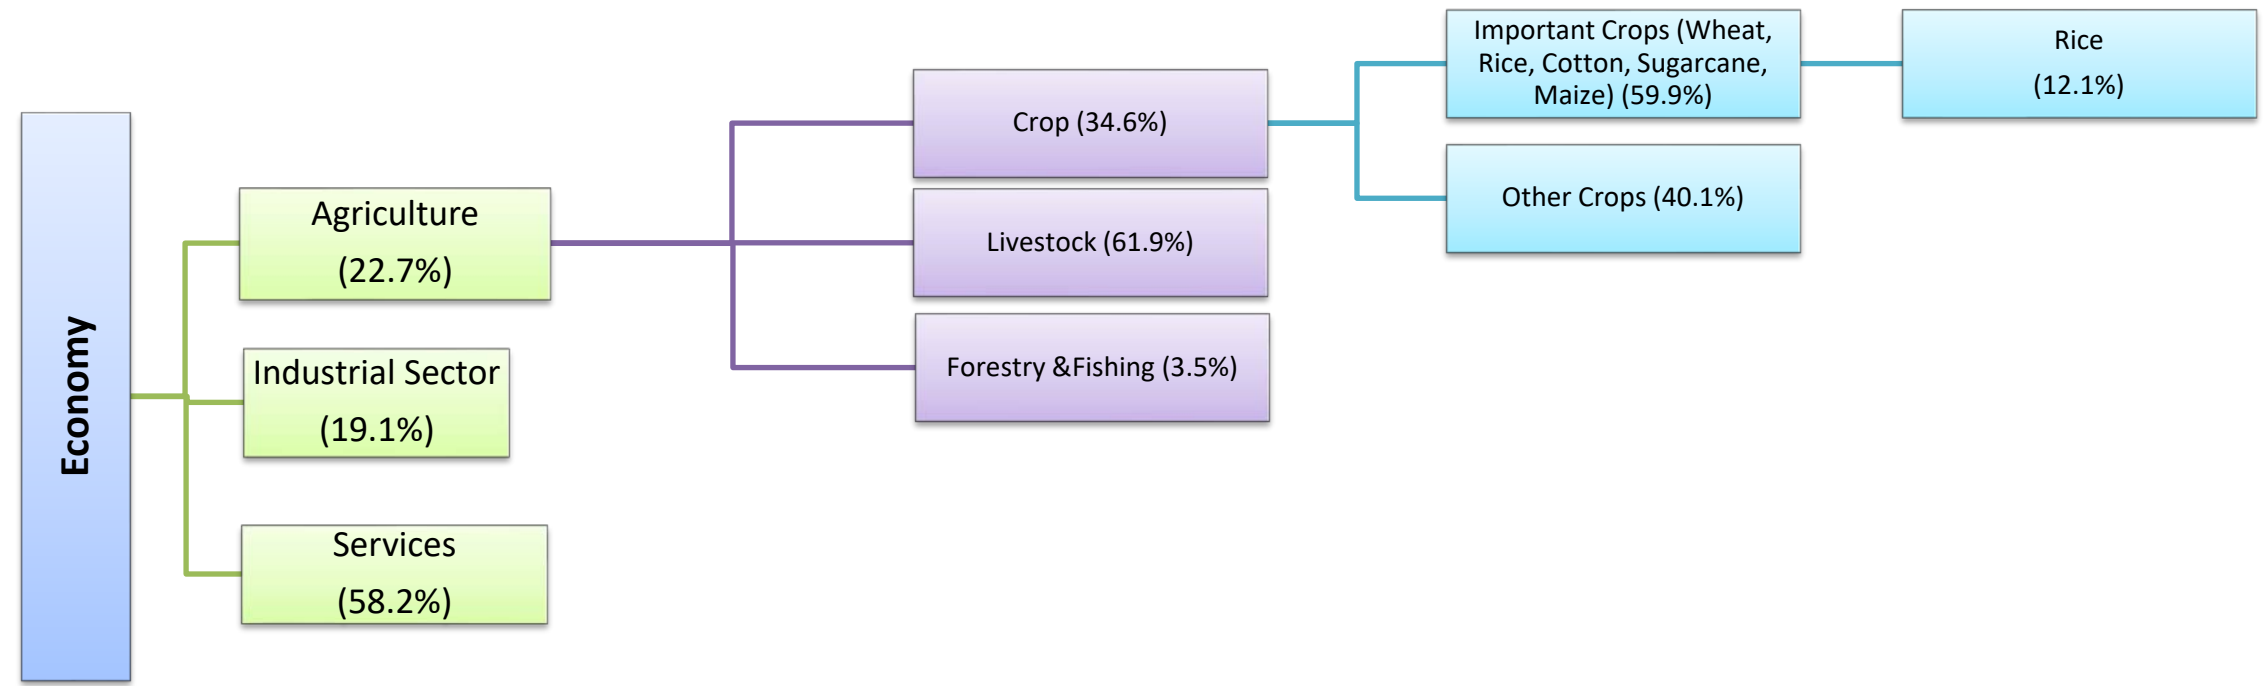 Economy
Agriculture
(22.7%)
Industrial Sector
(19.1%)
Services
(58.2%)
Crop (34.6%)
Livestock (61.9%)
Forestry &Fishing (3.5%)
Important Crops (Wheat,
Rice, Cotton, Sugarcane,
Maize) (59.9%)
Other Crops (40.1%)
Rice
(12.1%)